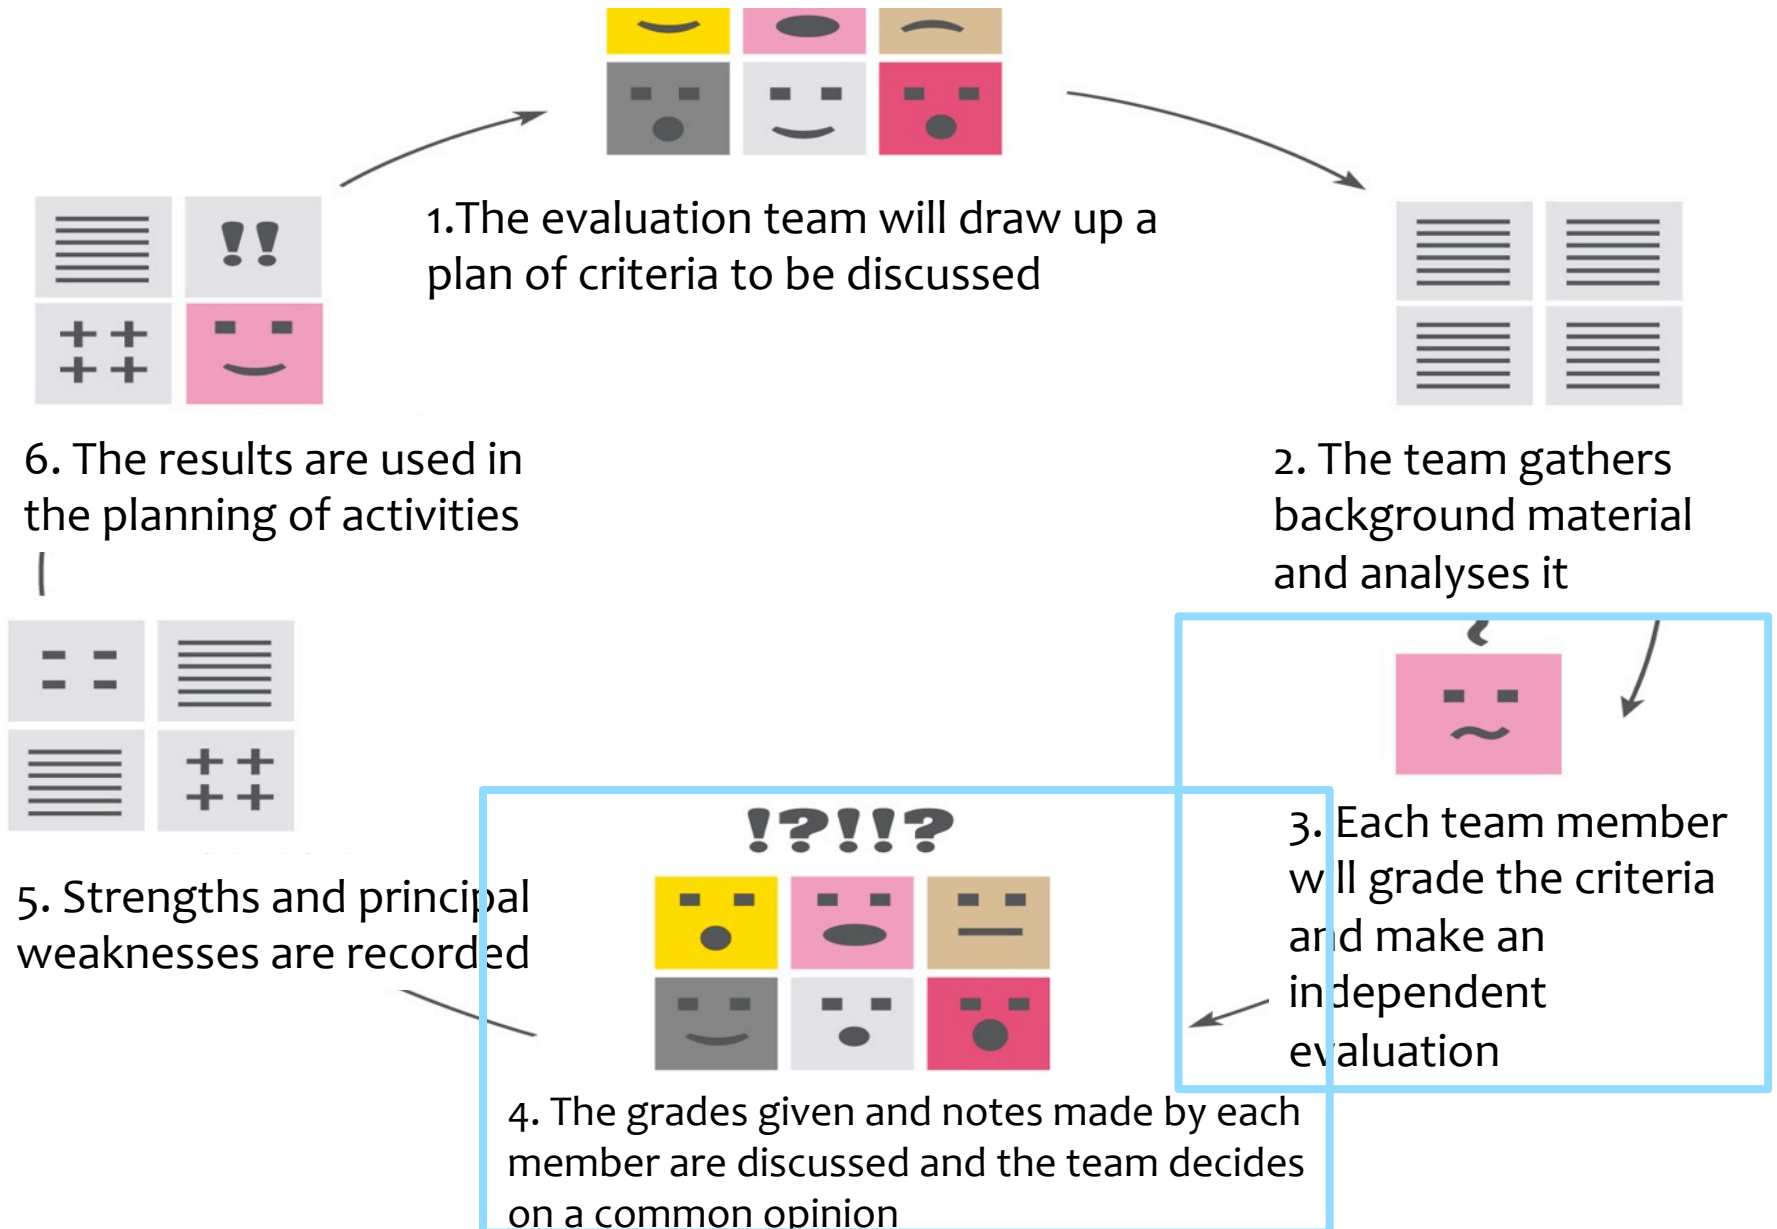 1.The evaluation team will draw up a
plan of criteria to be discussed
!!
6. The results are used in
the planning of activities
2. The team gathers
background material
and analyses it
?
3. Each team member
will grade the criteria
and make an
independent
evaluation
!?!!?
5. Strengths and principal
weaknesses are recorded
4. The grades given and notes made by each
member are discussed and the team decides
on a common opinion